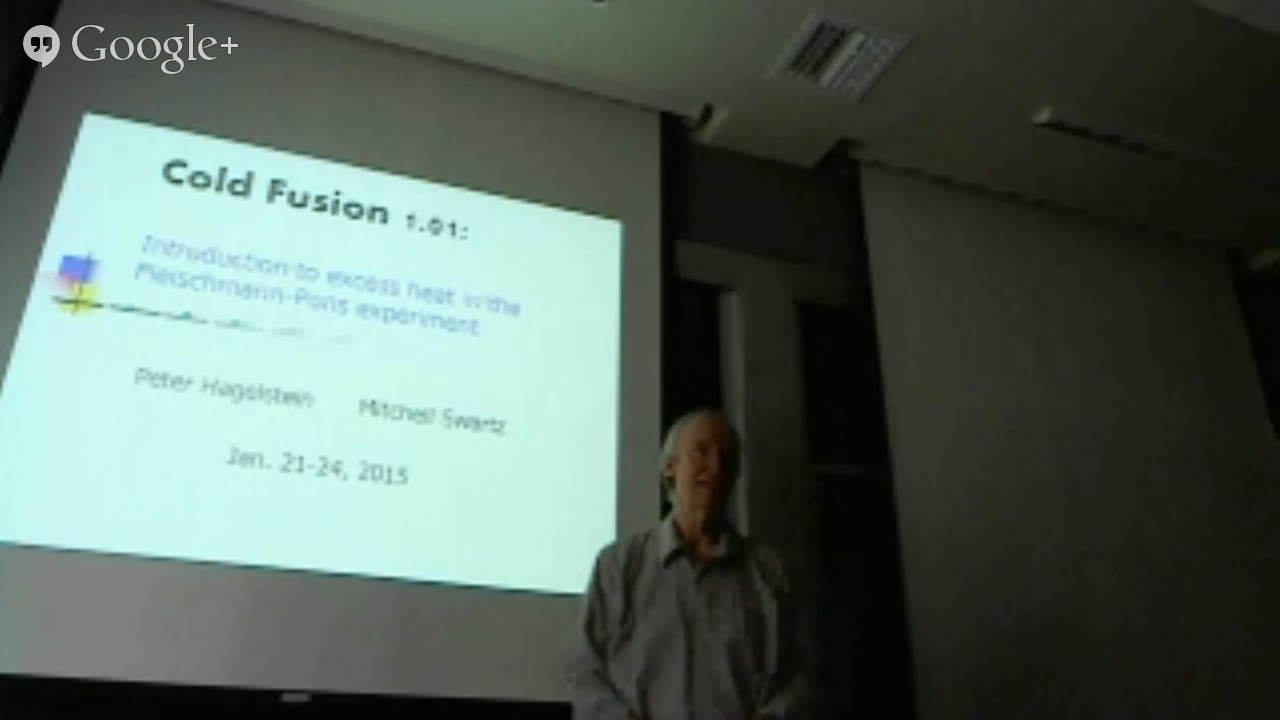 Google+
Cold Fusion 1.01:
Introduction to excess heat in the
Fleischmann-Pons experiment
Peter Hagelstein Mitchell Swartz
Jan. 21-24, 2015